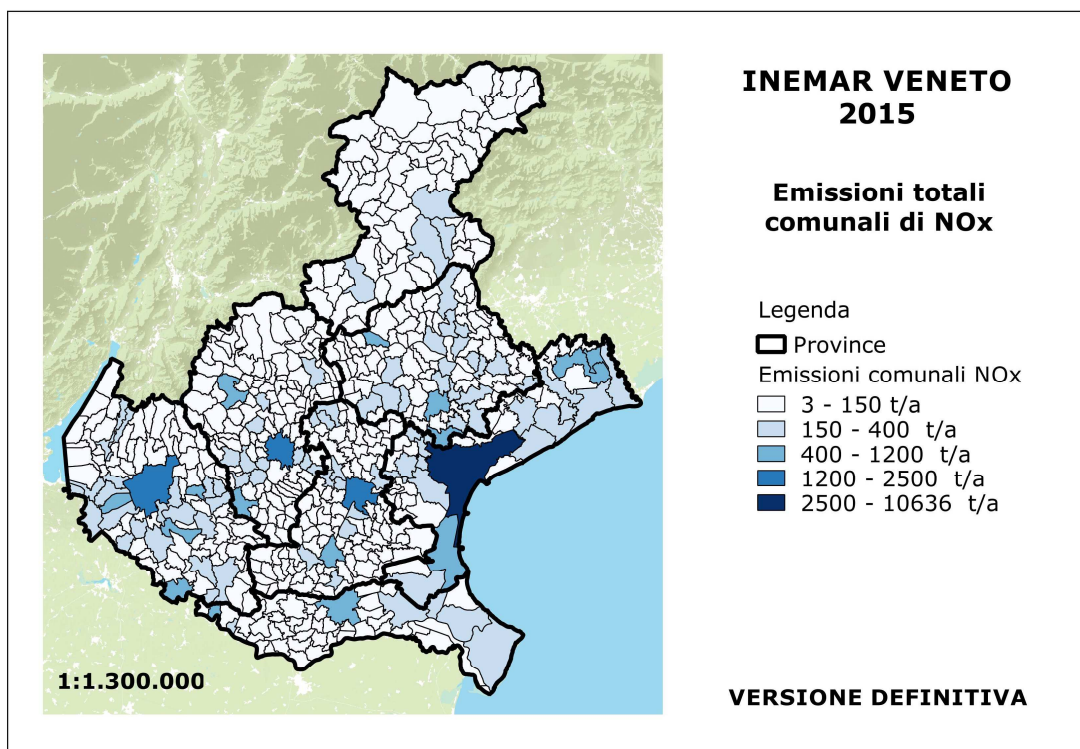 INEMAR VENETO
2015
Emissioni totali
comunali di NOx
Legenda
Province
Emissioni comunali NOx
3 - 150 t/a
150 - 400 t/a
400 - 1200 t/a
1200 - 2500 t/a
2500 - 10636 t/a
1:1.300.000
VERSIONE DEFINITIVA